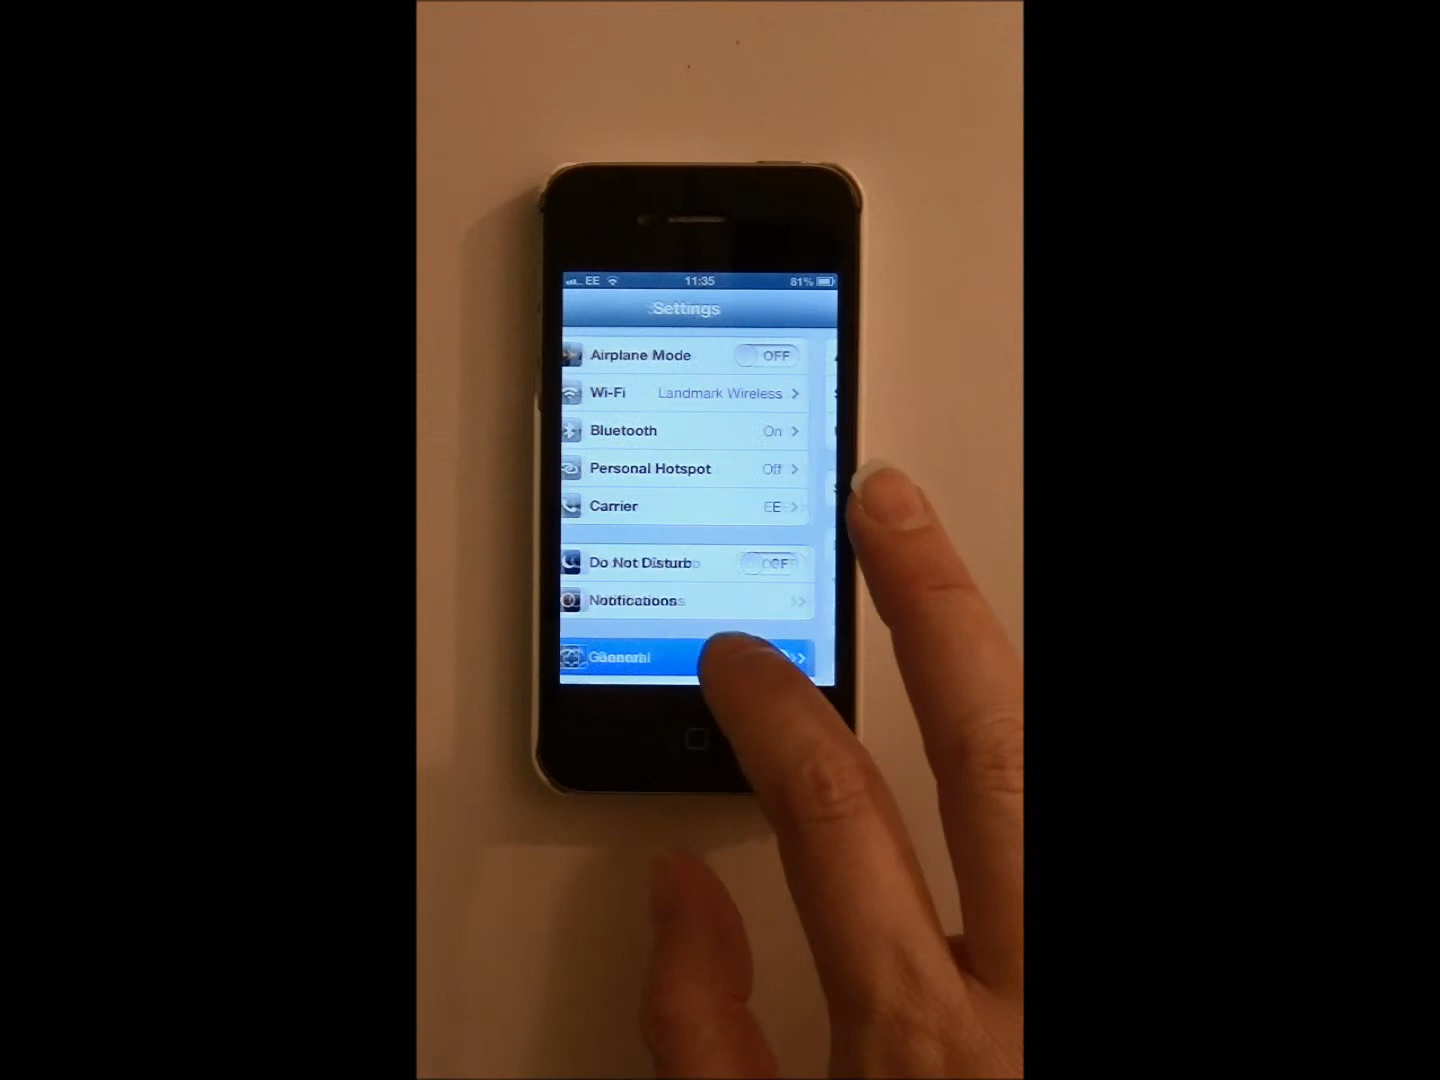 EE 11:35 81%
Settings
Airplane Mode OFF
Wi-Fi Landmark Wireless
Bluetooth On
Personal Hotspot Off
Carrier EE
Do Not Disturb OFF
Notifications
General